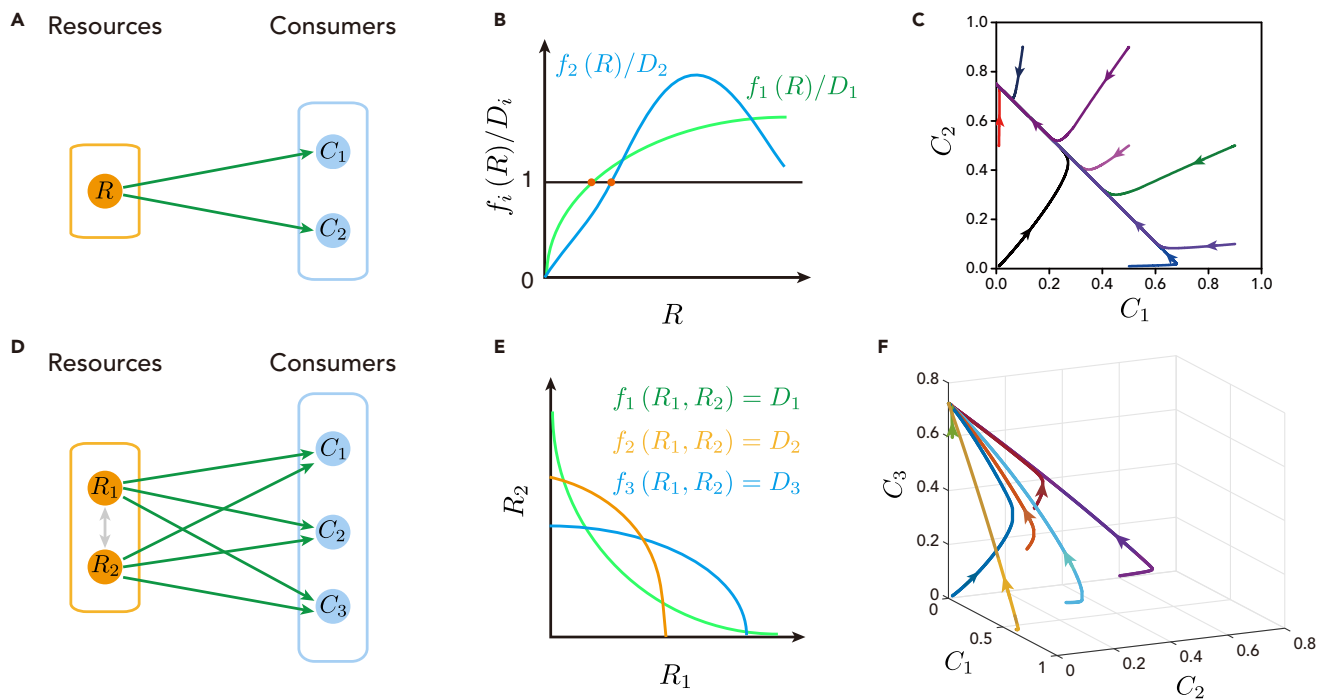 A
Resources
Consumers
R
C₁
C₂
B
f₂ (R)/D₂
f₁ (R)/D₁
fᵢ (R)/Dᵢ
1
0
R
C
C₂
1.0
0.8
0.6
0.4
0.2
0.0
0.0
0.2
0.4
0.6
0.8
1.0
C₁
D
Resources
Consumers
R₁
R₂
C₁
C₂
C₃
E
f₁ (R₁, R₂) = D₁
f₂ (R₁, R₂) = D₂
f₃ (R₁, R₂) = D₃
R₂
R₁
F
C₃
0.8
0.6
0.4
0.2
0
0
0.5
1
C₁
0
0.2
0.4
0.6
0.8
C₂